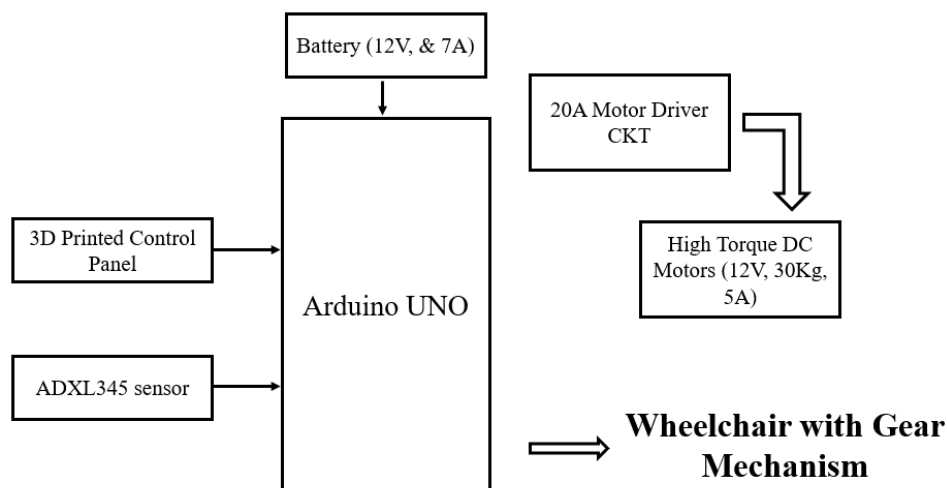 Battery (12V, & 7A)
20A Motor Driver
CKT
3D Printed Control
Panel
High Torque DC
Motors (12V, 30Kg,
5A)
Arduino UNO
ADXL345 sensor
Wheelchair with Gear
Mechanism